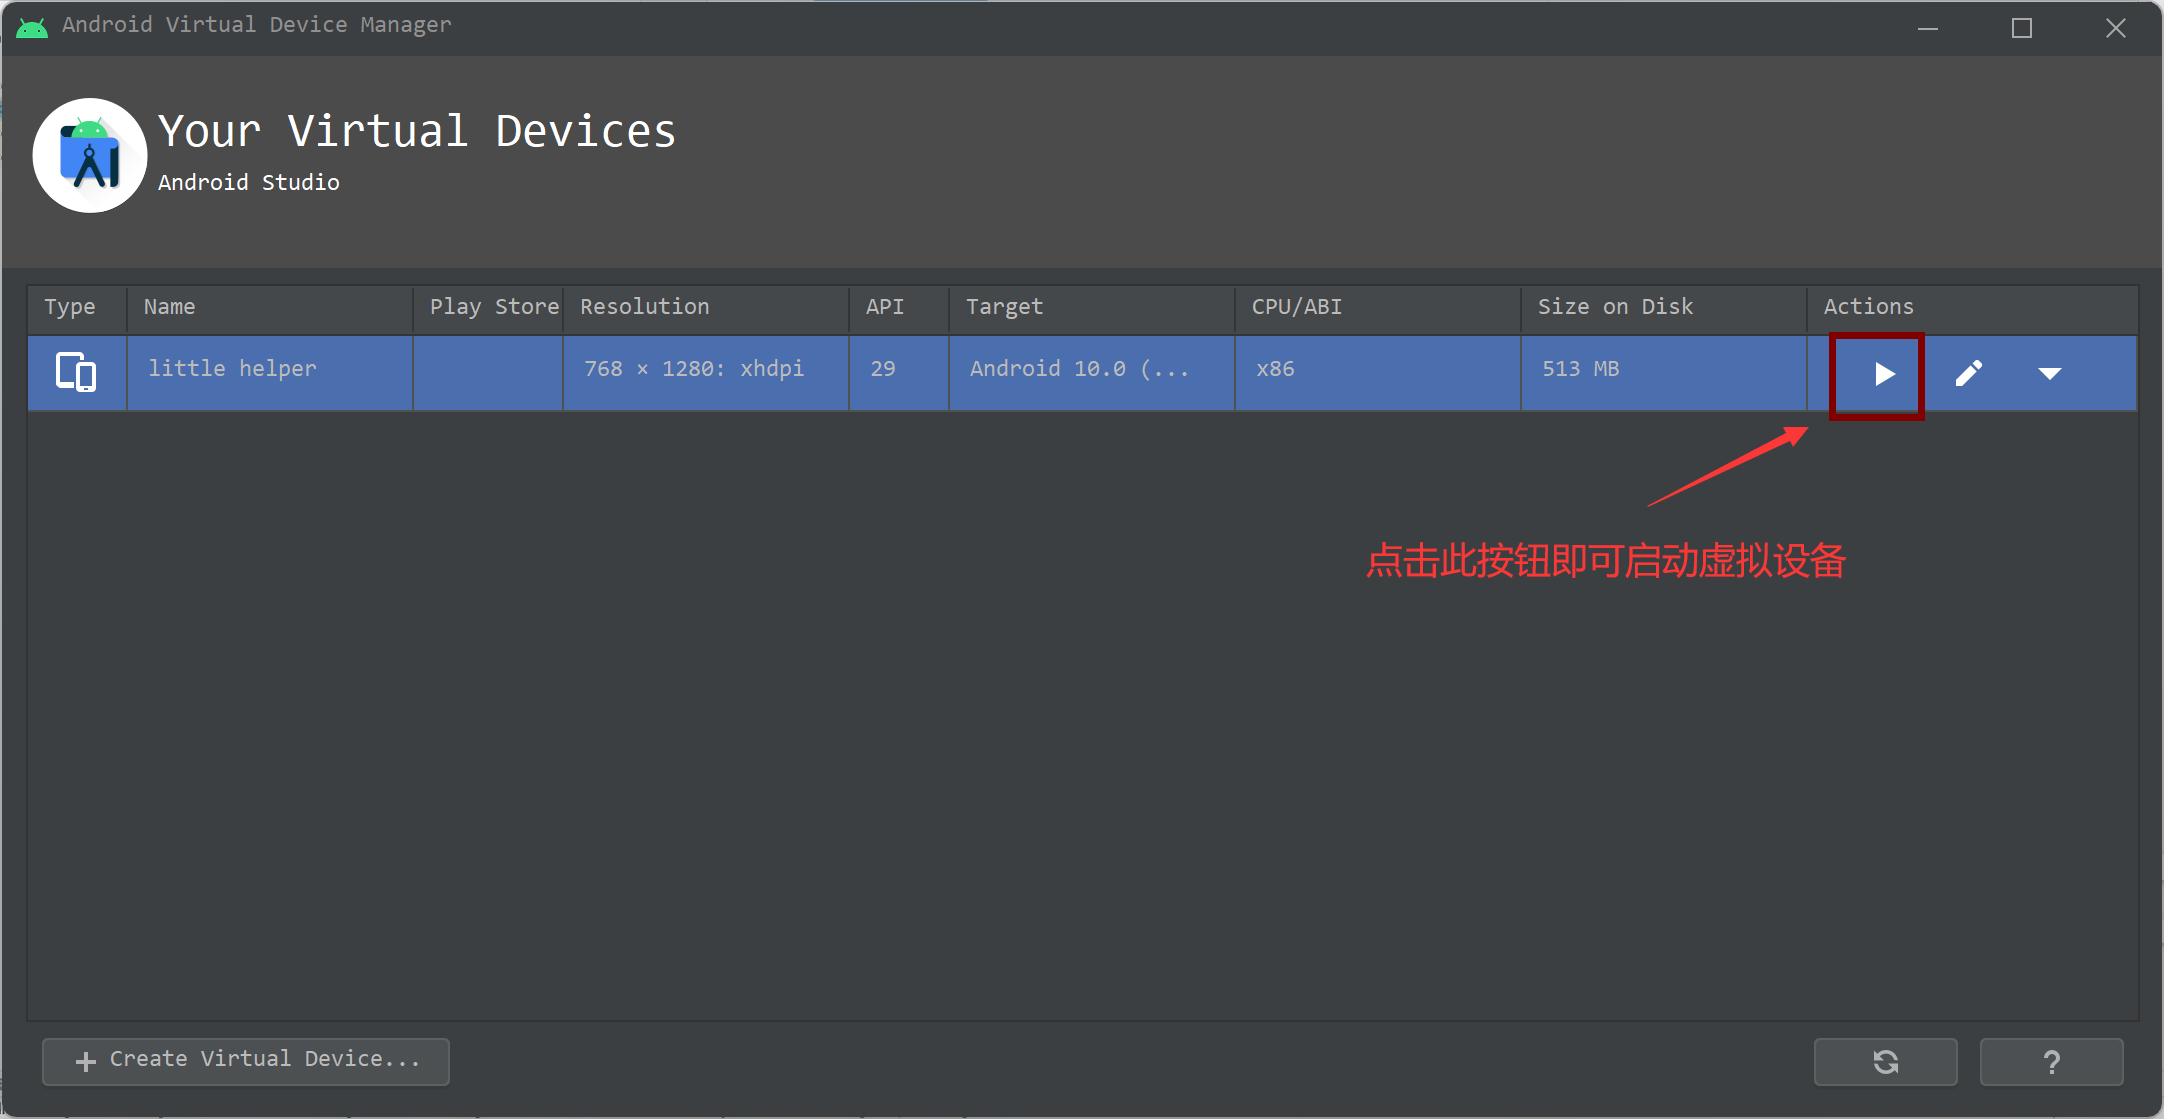 Android Virtual Device Manager
Your Virtual Devices
Android Studio
Type Name Play Store Resolution API Target CPU/ABI Size on Disk Actions
little helper 768 × 1280: xhdpi 29 Android 10.0 (... x86 513 MB
点击此按钮即可启动虚拟设备
+ Create Virtual Device... ?